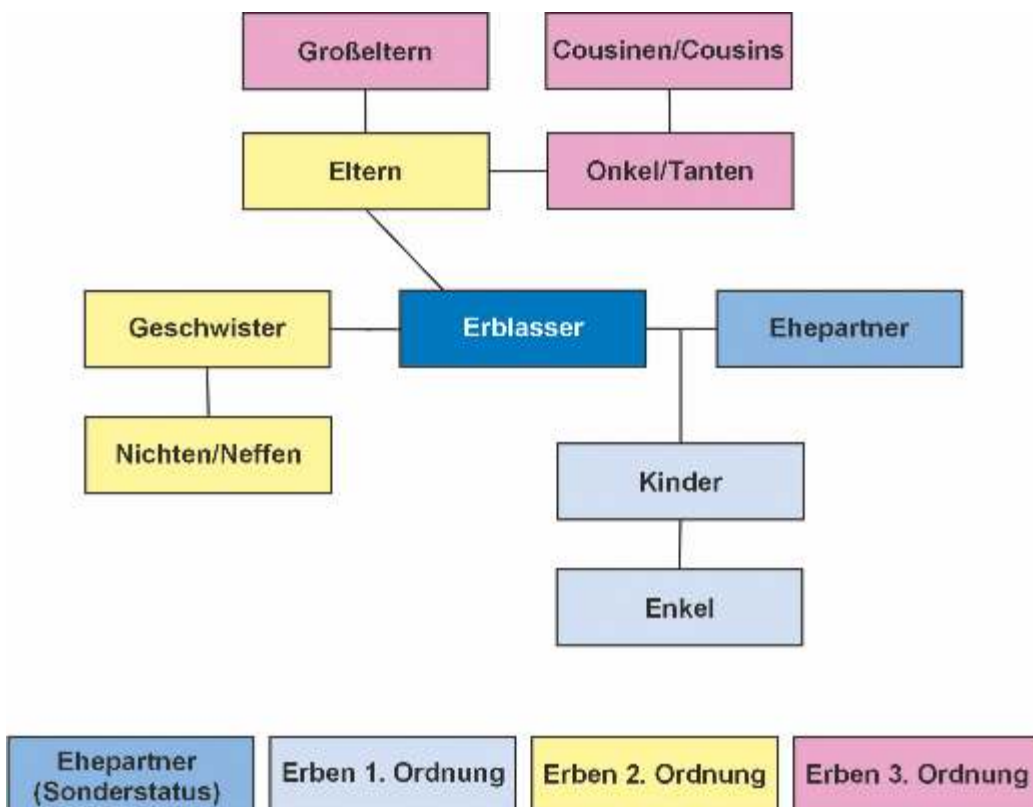 Großeltern
Cousinen/Cousins
Eltern
Onkel/Tanten
Geschwister
Erblasser
Ehepartner
Nichten/Neffen
Kinder
Enkel
Ehepartner
(Sonderstatus)
Erben 1. Ordnung
Erben 2. Ordnung
Erben 3. Ordnung